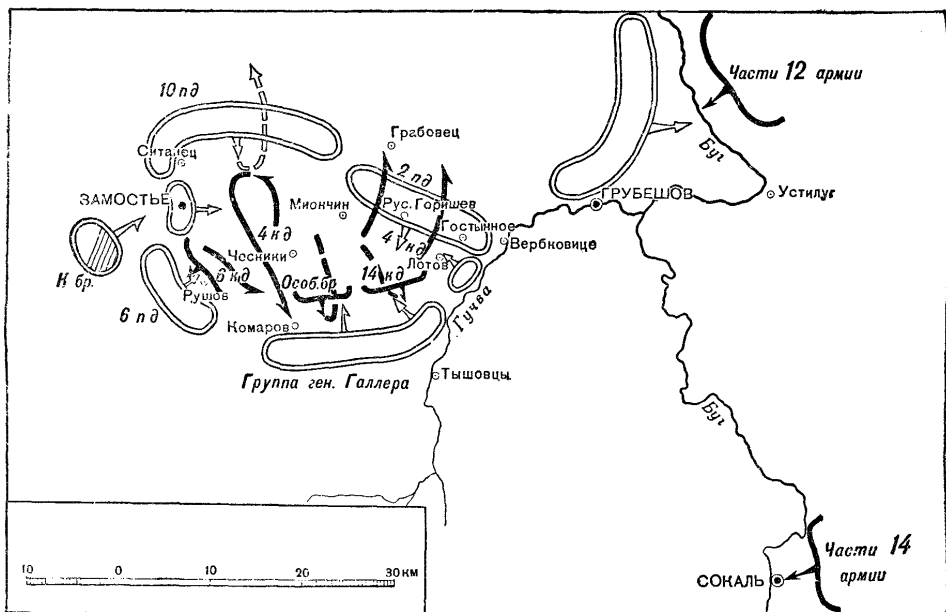 10 пд
Части 12 армии
Грабовец
Ситанец
Буг
2 пд
ЗАМОСТЬЕ
Миончин
Рус. Горишев
ГРУБЕШОВ
Устилуг
Гостынное
4 кд
4 кд
Вербковице
Чесники
Лотов
К бр.
6 кд
Особ.бр.
14 кд
Рушов
6 пд
Комаров
Гучва
Группа ген. Галлера
Тышовцы
Буг
Части 14
армии
СОКАЛЬ
10 0 10 20 30 км